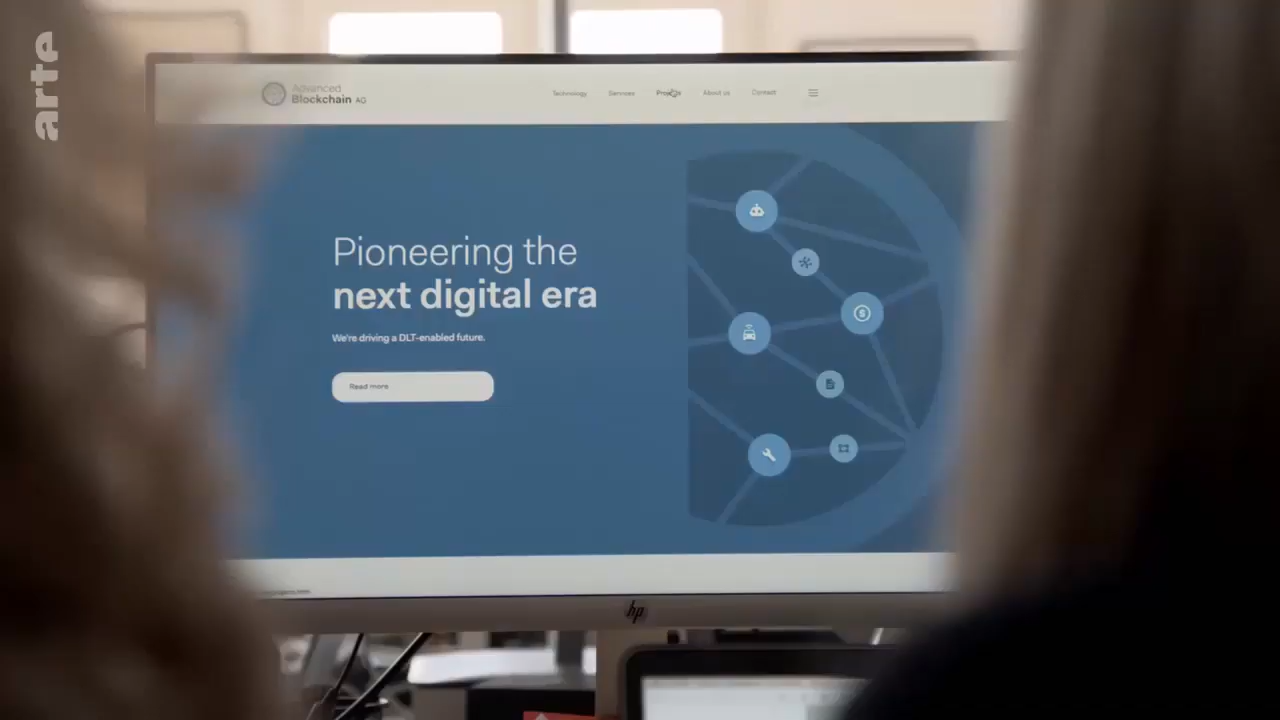 arte
Advanced
Blockchain AG
Technology Services Projects About us Contact
Pioneering the
next digital era
We're driving a DLT-enabled future.
Read more
hp